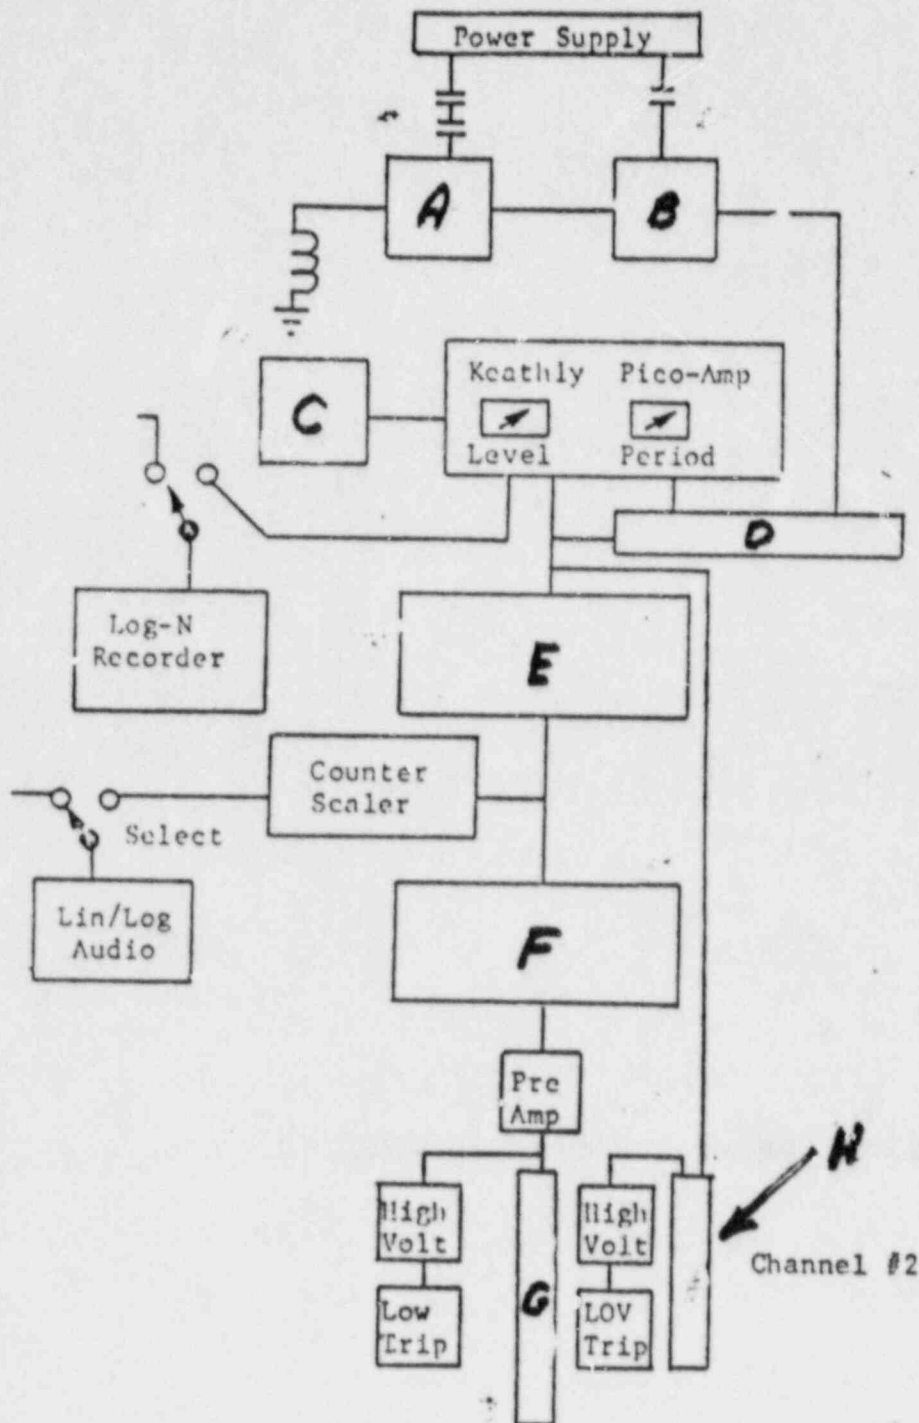 Power Supply
A
B
Keathly Pico-Amp
Level Period
C
D
Log-N
Recorder
E
Counter
Scaler
Select
Lin/Log
Audio
F
Pre
Amp
H
High
Volt
High
Volt
Channel #2
Low
Trip
G
LOV
Trip